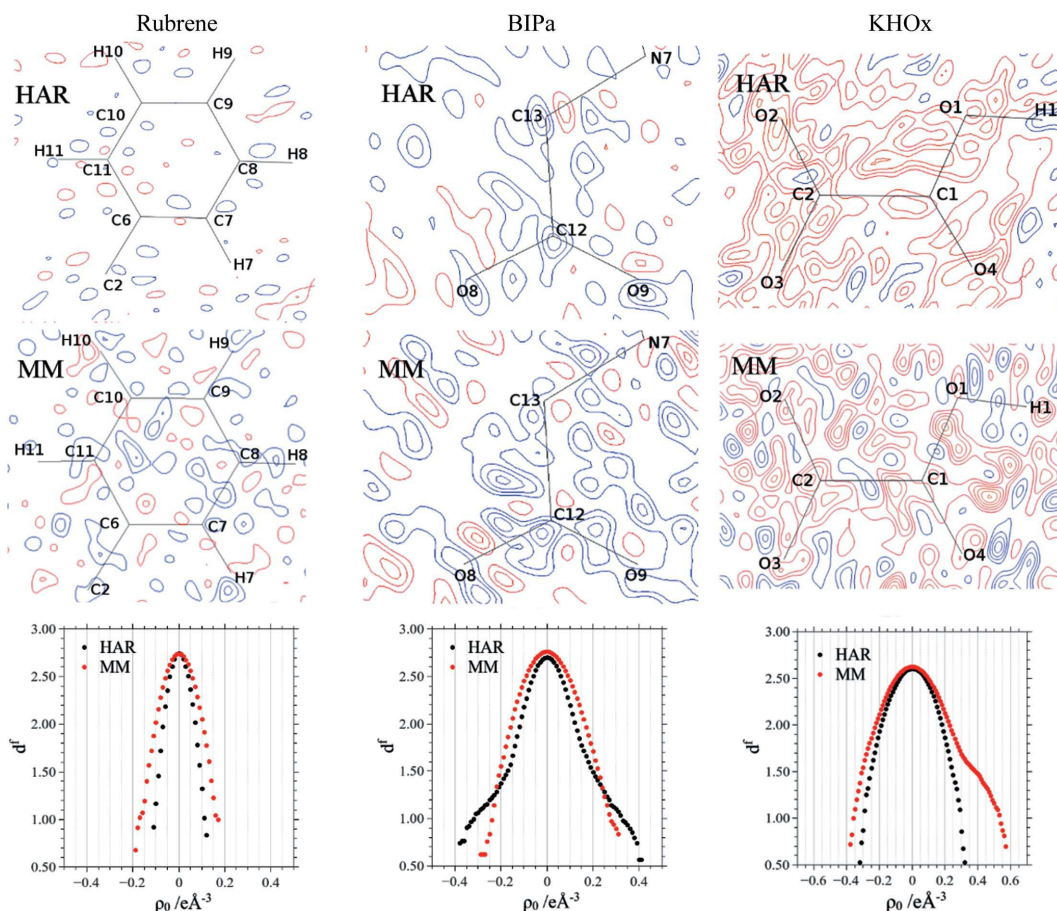 Rubrene
BIPa
KHOx
HAR
H10
H9
C10
C9
H11
C11
C8
H8
C6
C7
H7
C2
HAR
N7
C13
C12
O8
O9
HAR
O2
O1
H1
C2
C1
O3
O4
MM
H10
H9
C10
C9
H11
C11
C8
H8
C6
C7
C2
H7
MM
N7
C13
C12
O8
O9
MM
O2
O1
H1
C2
C1
O3
O4
3.00
2.50
2.00
1.50
1.00
0.50
d^f
HAR
MM
−0.4 −0.2 0 0.2 0.4
ρ₀ /eÅ⁻³
3.00
2.50
2.00
1.50
1.00
0.50
d^f
HAR
MM
−0.4 −0.2 0 0.2 0.4
ρ₀ /eÅ⁻³
3.00
2.50
2.00
1.50
1.00
0.50
d^f
HAR
MM
−0.6 −0.4 −0.2 0 0.2 0.4 0.6
ρ₀ /eÅ⁻³